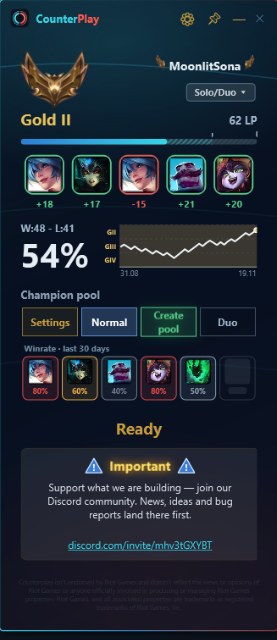 CounterPlay
MoonlitSona
Solo/Duo
Gold II
62 LP
+18 +17 -15 +21 +20
W:48 - L:41
54%
GII
GIII
GIV
31.08 19.11
Champion pool
Settings Normal Create pool Duo
Winrate • last 30 days
80% 60% 40% 80% 50%
Ready
Important
Support what we are building — join our
Discord community. News, ideas and bug
reports land there first.
discord.com/invite/mhv3tGXYBT